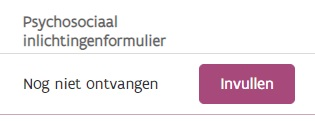 Psychosociaal
inlichtingenformulier
Nog niet ontvangen Invullen